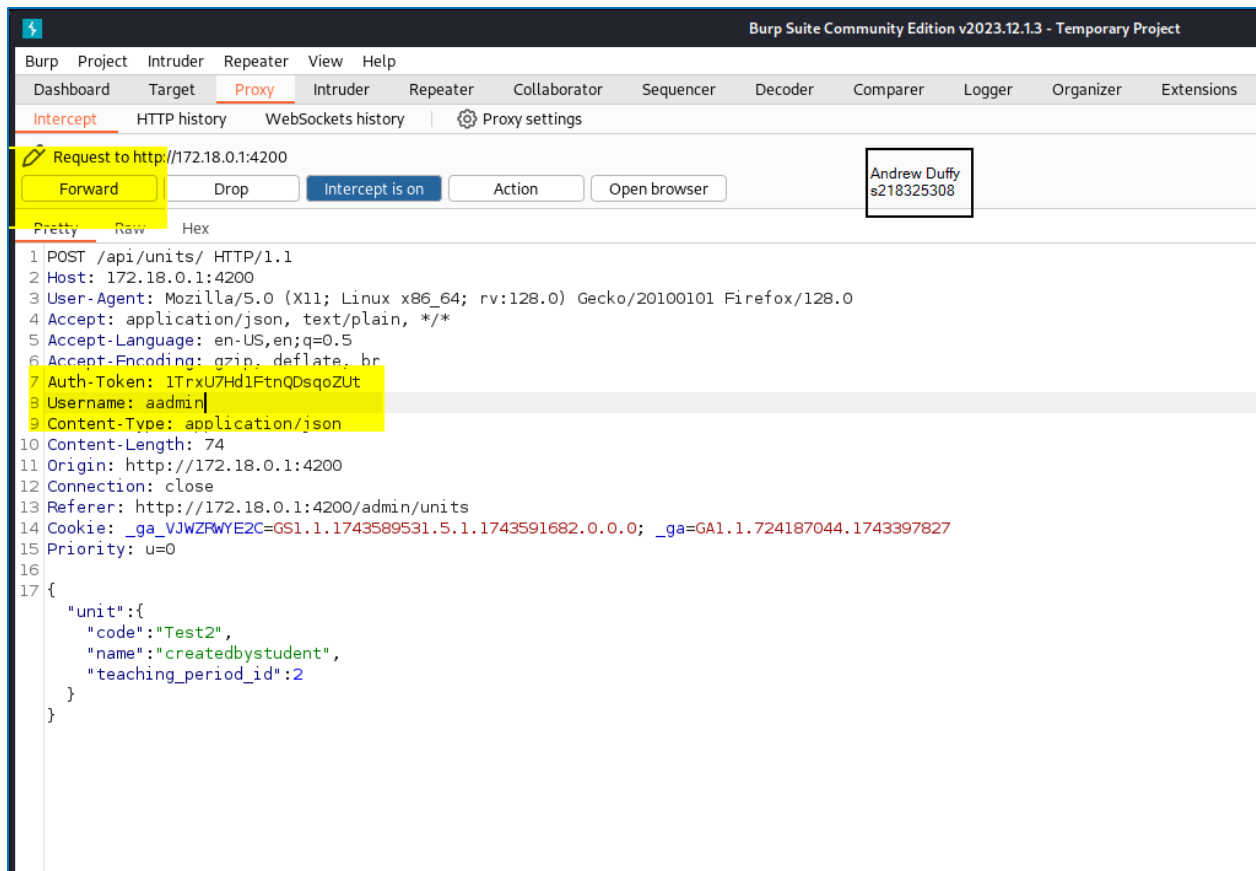 Burp Suite Community Edition v2023.12.1.3 - Temporary Project
Burp Project Intruder Repeater View Help
Dashboard Target Proxy Intruder Repeater Collaborator Sequencer Decoder Comparer Logger Organizer Extensions
Intercept HTTP history WebSockets history Proxy settings
Request to http://172.18.0.1:4200
Forward Drop Intercept is on Action Open browser
Andrew Duffy
s218325308
Pretty Raw Hex
1 POST /api/units/ HTTP/1.1
2 Host: 172.18.0.1:4200
3 User-Agent: Mozilla/5.0 (X11; Linux x86_64; rv:128.0) Gecko/20100101 Firefox/128.0
4 Accept: application/json, text/plain, */*
5 Accept-Language: en-US,en;q=0.5
6 Accept-Encoding: gzip, deflate, br
7 Auth-Token: 1TrxU7Hd1FtnQDsqoZUt
8 Username: aadmin
9 Content-Type: application/json
10 Content-Length: 74
11 Origin: http://172.18.0.1:4200
12 Connection: close
13 Referer: http://172.18.0.1:4200/admin/units
14 Cookie: _ga_VJWZRWYE2C=GS1.1.1743589531.5.1.1743591682.0.0.0; _ga=GA1.1.724187044.1743397827
15 Priority: u=0
16
17 {
"unit":{
"code":"Test2",
"name":"createdbystudent",
"teaching_period_id":2
}
}